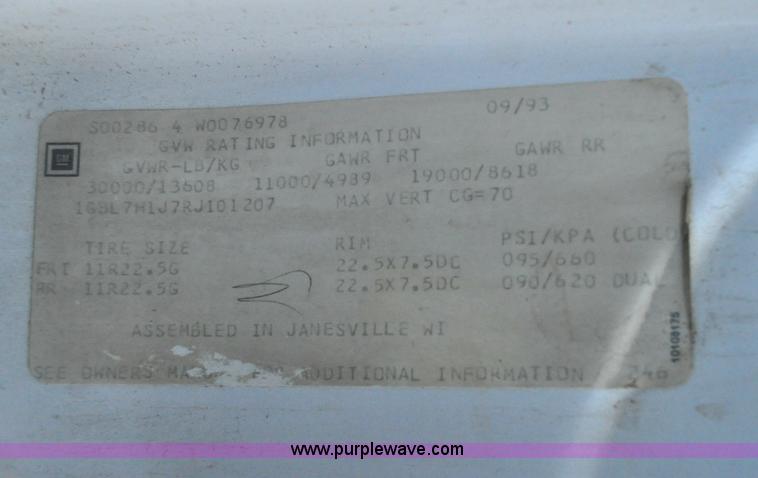 S00286 4 W0076978 09/93
GVW RATING INFORMATION
GM GVWR-LB/KG GAWR FRT GAWR RR
30000/13608 11000/4989 19000/8618
1GBL7H1J7RJ101207 MAX VERT CG=70
TIRE SIZE RIM PSI/KPA (COLD
FRT 11R22.5G 22.5X7.5DC 095/660
RR 11R22.5G 22.5X7.5DC 090/620 DUAL
ASSEMBLED IN JANESVILLE WI
10108175
SEE OWNERS FOR ADDITIONAL INFORMATION 246
www.purplewave.com